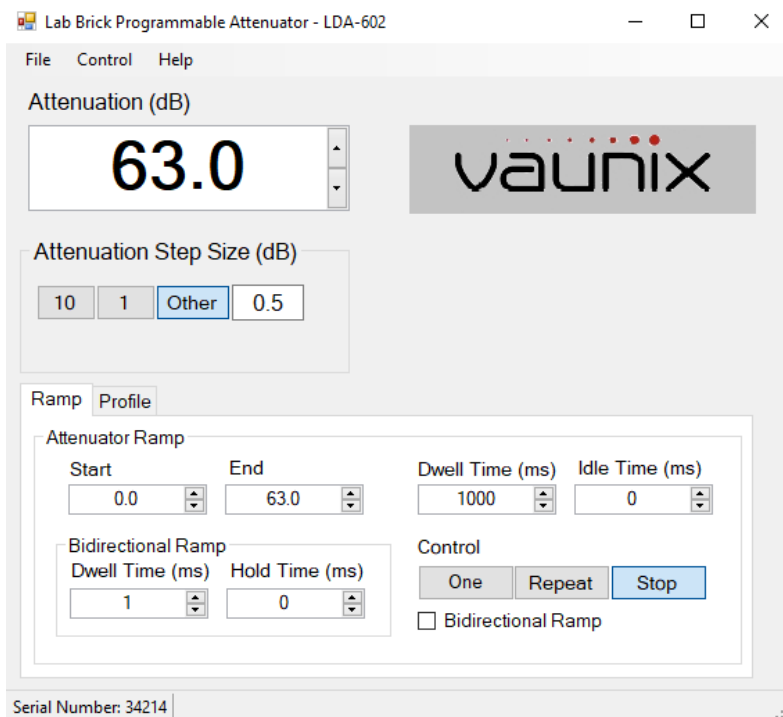 Lab Brick Programmable Attenuator - LDA-602
File Control Help
Attenuation (dB)
63.0
vaunix
Attenuation Step Size (dB)
10 1 Other 0.5
Ramp Profile
Attenuator Ramp
Start End Dwell Time (ms) Idle Time (ms)
0.0 63.0 1000 0
Bidirectional Ramp Control
Dwell Time (ms) Hold Time (ms)
1 0 One Repeat Stop
Bidirectional Ramp
Serial Number: 34214